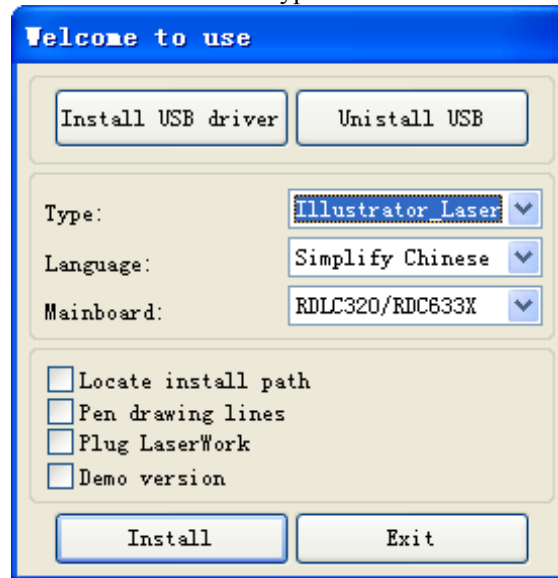 Welcome to use
Install USB driver Unistall USB
Type: Illustrator_Laser
Language: Simplify Chinese
Mainboard: RDLC320/RDC633X
Locate install path
Pen drawing lines
Plug LaserWork
Demo version
Install Exit